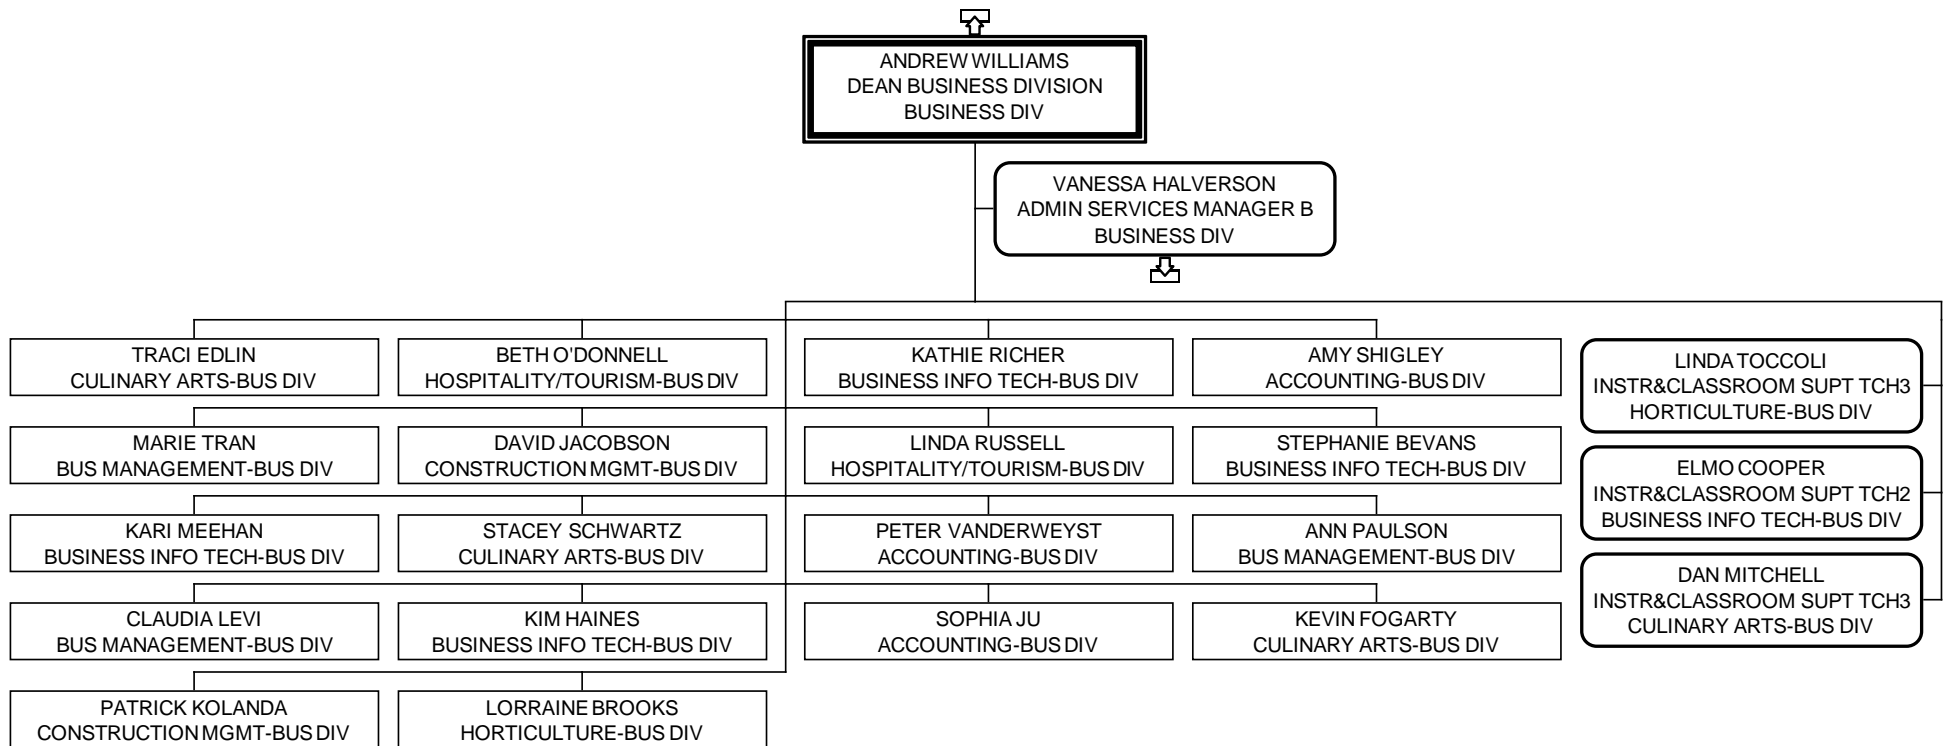 ANDREW WILLIAMS
DEAN BUSINESS DIVISION
BUSINESS DIV
VANESSA HALVERSON
ADMIN SERVICES MANAGER B
BUSINESS DIV
TRACI EDLIN
CULINARY ARTS-BUS DIV
BETH O'DONNELL
HOSPITALITY/TOURISM-BUS DIV
KATHIE RICHER
BUSINESS INFO TECH-BUS DIV
AMY SHIGLEY
ACCOUNTING-BUS DIV
MARIE TRAN
BUS MANAGEMENT-BUS DIV
DAVID JACOBSON
CONSTRUCTION MGMT-BUS DIV
LINDA RUSSELL
HOSPITALITY/TOURISM-BUS DIV
STEPHANIE BEVANS
BUSINESS INFO TECH-BUS DIV
KARI MEEHAN
BUSINESS INFO TECH-BUS DIV
STACEY SCHWARTZ
CULINARY ARTS-BUS DIV
PETER VANDERWEYST
ACCOUNTING-BUS DIV
ANN PAULSON
BUS MANAGEMENT-BUS DIV
CLAUDIA LEVI
BUS MANAGEMENT-BUS DIV
KIM HAINES
BUSINESS INFO TECH-BUS DIV
SOPHIA JU
ACCOUNTING-BUS DIV
KEVIN FOGARTY
CULINARY ARTS-BUS DIV
PATRICK KOLANDA
CONSTRUCTION MGMT-BUS DIV
LORRAINE BROOKS
HORTICULTURE-BUS DIV
LINDA TOCCOLI
INSTR&CLASSROOM SUPT TCH3
HORTICULTURE-BUS DIV
ELMO COOPER
INSTR&CLASSROOM SUPT TCH2
BUSINESS INFO TECH-BUS DIV
DAN MITCHELL
INSTR&CLASSROOM SUPT TCH3
CULINARY ARTS-BUS DIV